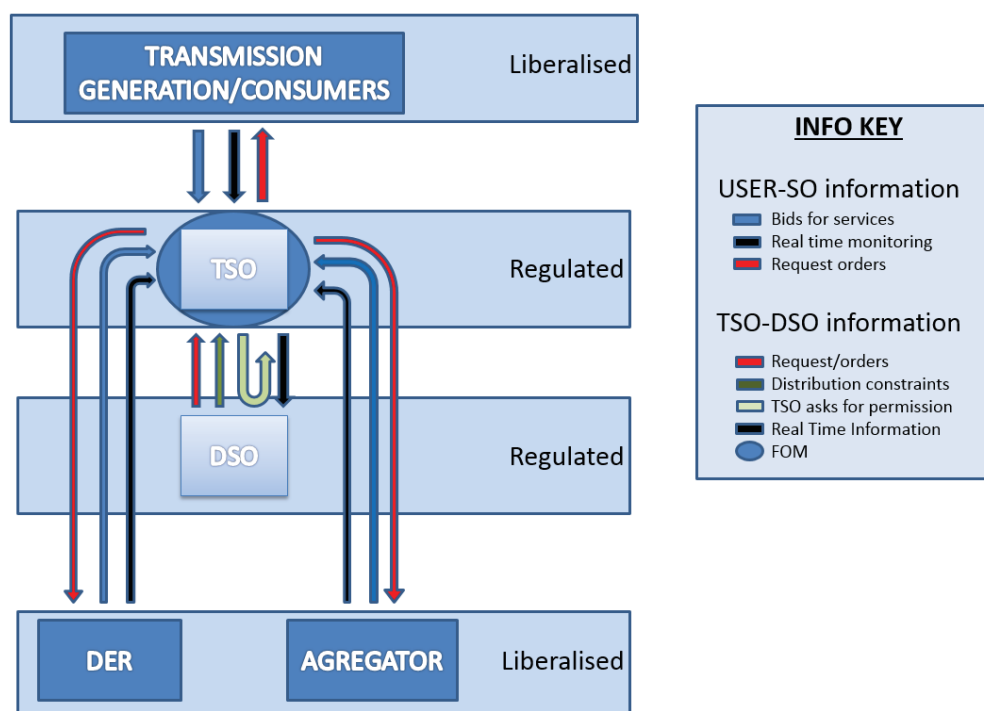 TRANSMISSION
GENERATION/CONSUMERS
Liberalised
TSO
Regulated
DSO
Regulated
DER
AGREGATOR
Liberalised
INFO KEY
USER-SO information
Bids for services
Real time monitoring
Request orders
TSO-DSO information
Request/orders
Distribution constraints
TSO asks for permission
Real Time Information
FOM